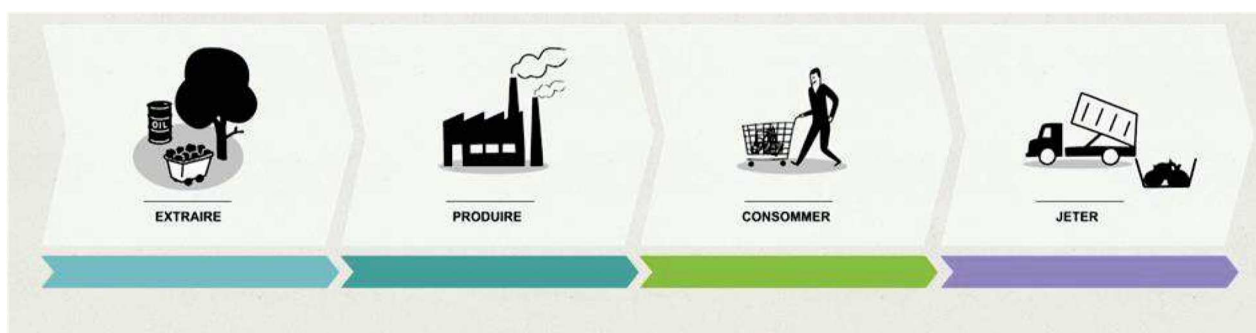 OIL
EXTRAIRE
PRODUIRE
CONSOMMER
JETER